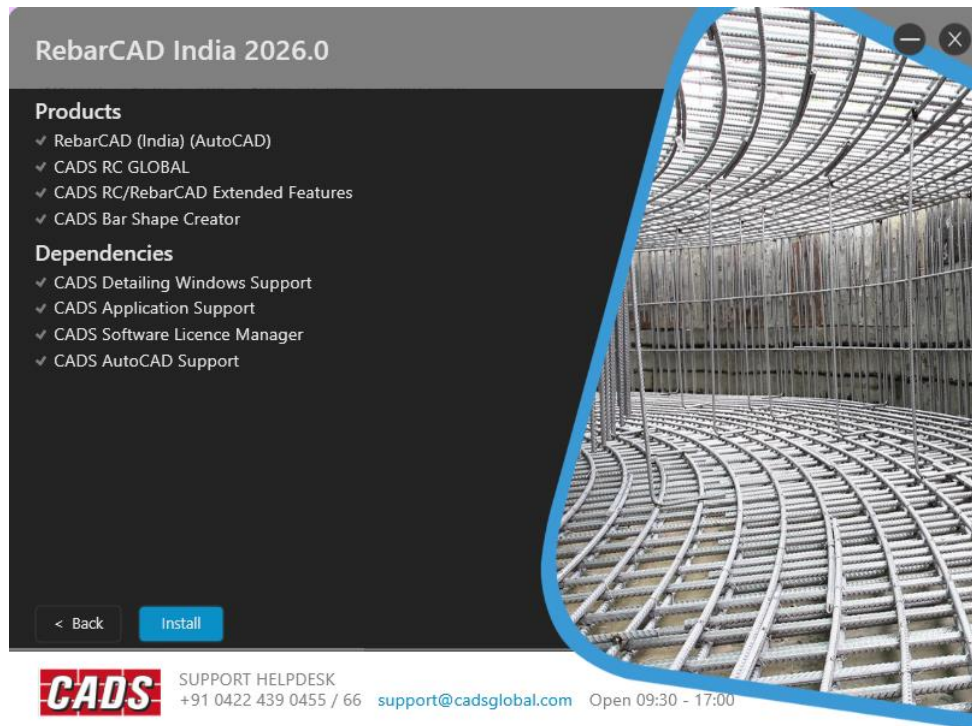 RebarCAD India 2026.0
Products
RebarCAD (India) (AutoCAD)
CADS RC GLOBAL
CADS RC/RebarCAD Extended Features
CADS Bar Shape Creator
Dependencies
CADS Detailing Windows Support
CADS Application Support
CADS Software Licence Manager
CADS AutoCAD Support
< Back Install
CADS
SUPPORT HELPDESK
+91 0422 439 0455 / 66 support@cadsglobal.com Open 09:30 - 17:00